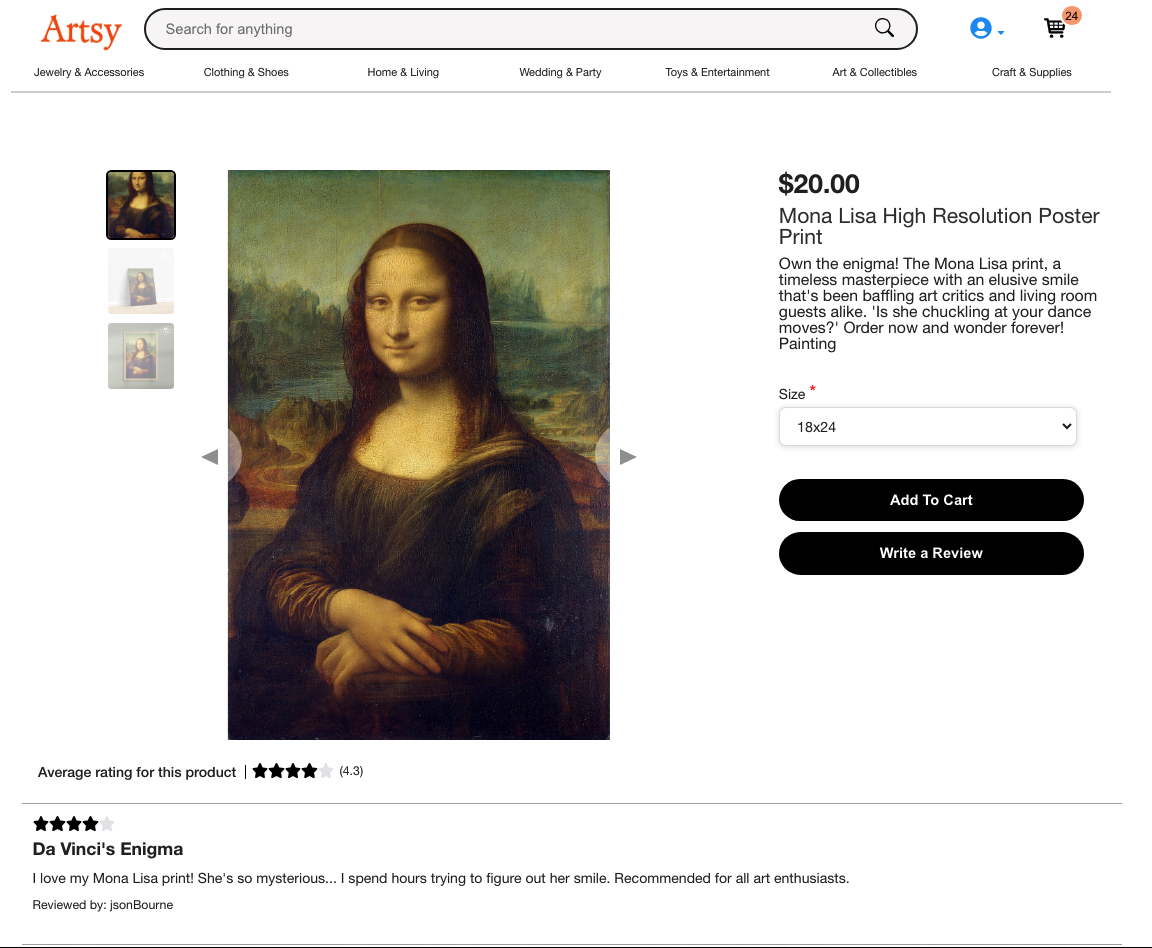 Artsy
Search for anything
24
Jewelry & Accessories
Clothing & Shoes
Home & Living
Wedding & Party
Toys & Entertainment
Art & Collectibles
Craft & Supplies
$20.00
Mona Lisa High Resolution Poster
Print
Own the enigma! The Mona Lisa print, a
timeless masterpiece with an elusive smile
that's been baffling art critics and living room
guests alike. 'Is she chuckling at your dance
moves?' Order now and wonder forever!
Painting
Size *
18x24
Add To Cart
Write a Review
Average rating for this product | (4.3)
Da Vinci's Enigma
I love my Mona Lisa print! She's so mysterious... I spend hours trying to figure out her smile. Recommended for all art enthusiasts.
Reviewed by: jsonBourne